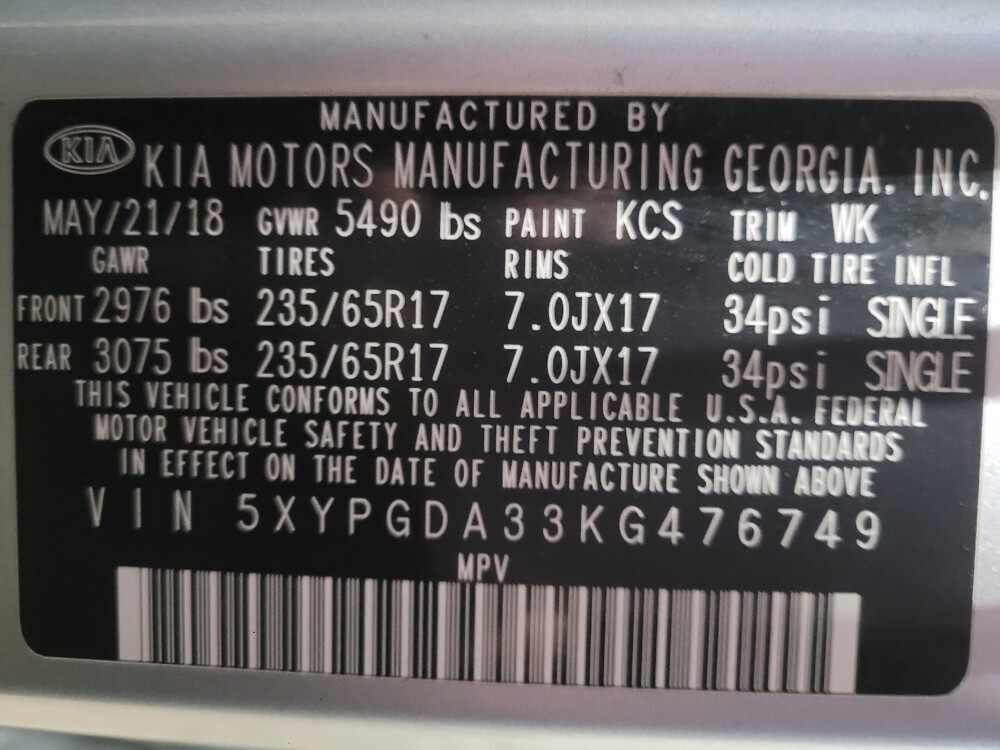 MANUFACTURED BY
KIA KIA MOTORS MANUFACTURING GEORGIA. INC.
MAY/21/18 GVWR 5490 lbs PAINT KCS TRIM WK
GAWR TIRES RIMS COLD TIRE INFL
FRONT 2976 lbs 235/65R17 7.0JX17 34psi SINGLE
REAR 3075 lbs 235/65R17 7.0JX17 34psi SINGLE
THIS VEHICLE CONFORMS TO ALL APPLICABLE U.S.A. FEDERAL
MOTOR VEHICLE SAFETY AND THEFT PREVENTION STANDARDS
IN EFFECT ON THE DATE OF MANUFACTURE SHOWN ABOVE
VIN 5XYPGDA33KG476749
MPV